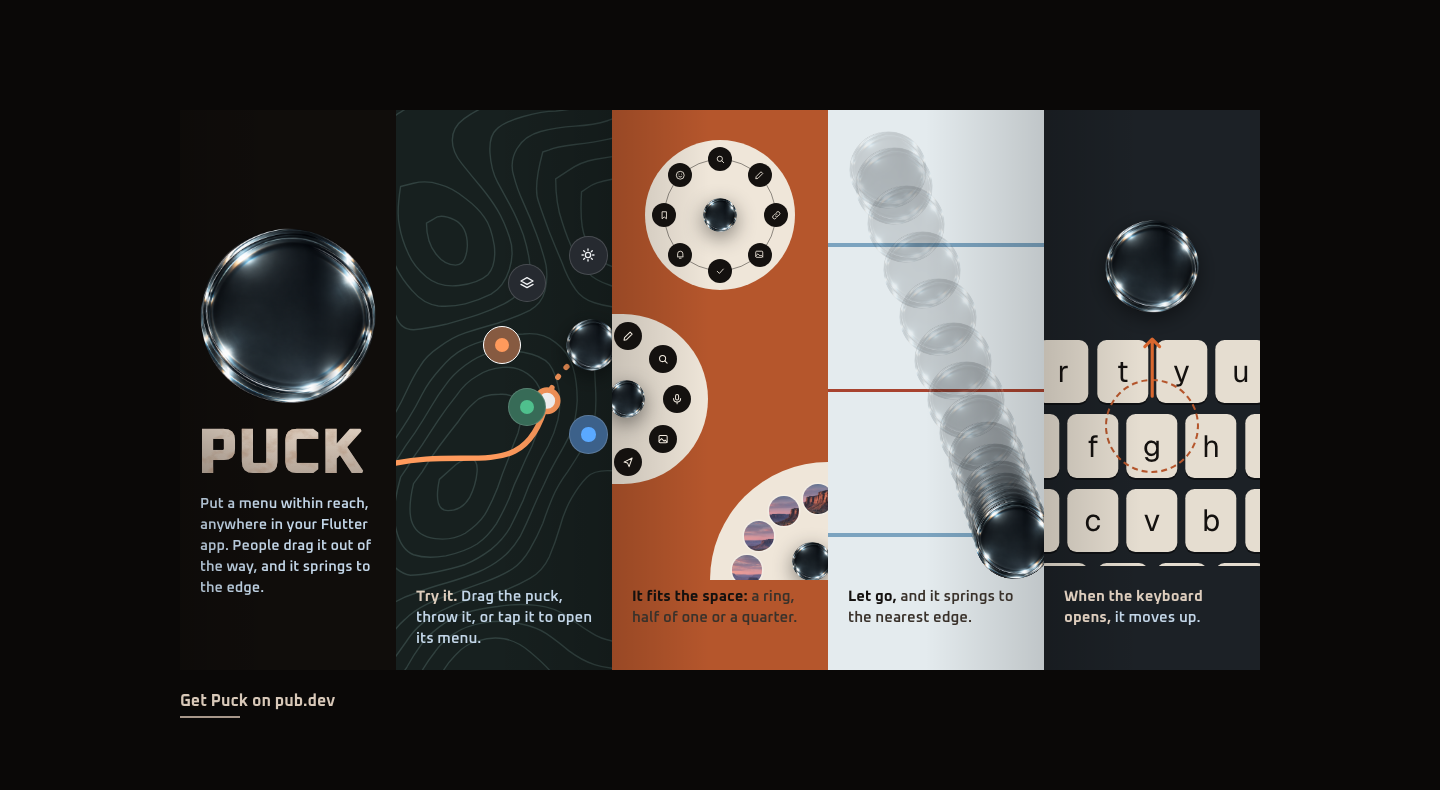 PUCK
Put a menu within reach,
anywhere in your Flutter
app. People drag it out of
the way, and it springs to
the edge.
Try it. Drag the puck,
throw it, or tap it to open
its menu.
It fits the space: a ring,
half of one or a quarter.
Let go, and it springs to
the nearest edge.
r t y u
f g h
c v b
When the keyboard
opens, it moves up.
Get Puck on pub.dev